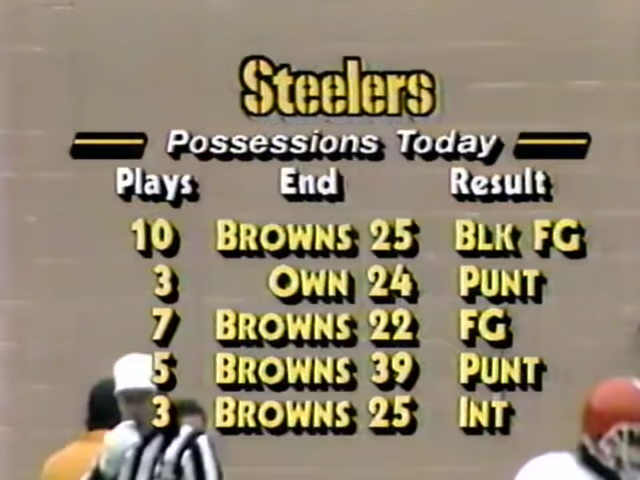 Steelers
Possessions Today
Plays End Result
10 BROWNS 25 BLK FG
3 OWN 24 PUNT
7 BROWNS 22 FG
5 BROWNS 39 PUNT
3 BROWNS 25 INT